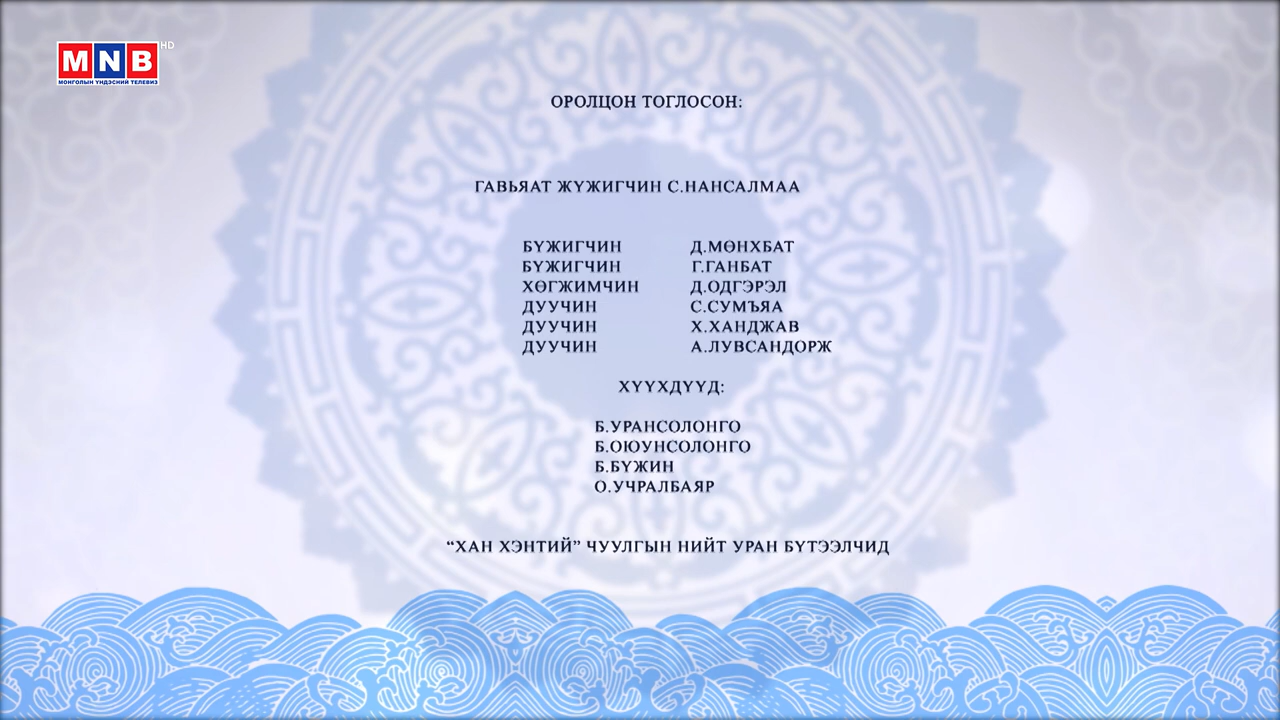 MNB HD
МОНГОЛЫН ҮНДЭСНИЙ ТЕЛЕВИЗ
ОРОЛЦОН ТОГЛОСОН:
ГАВЬЯАТ ЖҮЖИГЧИН С.НАНСАЛМАА
БҮЖИГЧИН Д.МӨНХБАТ
БҮЖИГЧИН Г.ГАНБАТ
ХӨГЖИМЧИН Д.ОДГЭРЭЛ
ДУУЧИН С.СУМЪЯА
ДУУЧИН Х.ХАНДЖАВ
ДУУЧИН А.ЛУВСАНДОРЖ
ХҮҮХДҮҮД:
Б.УРАНСОЛОНГО
Б.ОЮУНСОЛОНГО
Б.БҮЖИН
О.УЧРАЛБАЯР
“ХАН ХЭНТИЙ” ЧУУЛГЫН НИЙТ УРАН БҮТЭЭЛЧИД